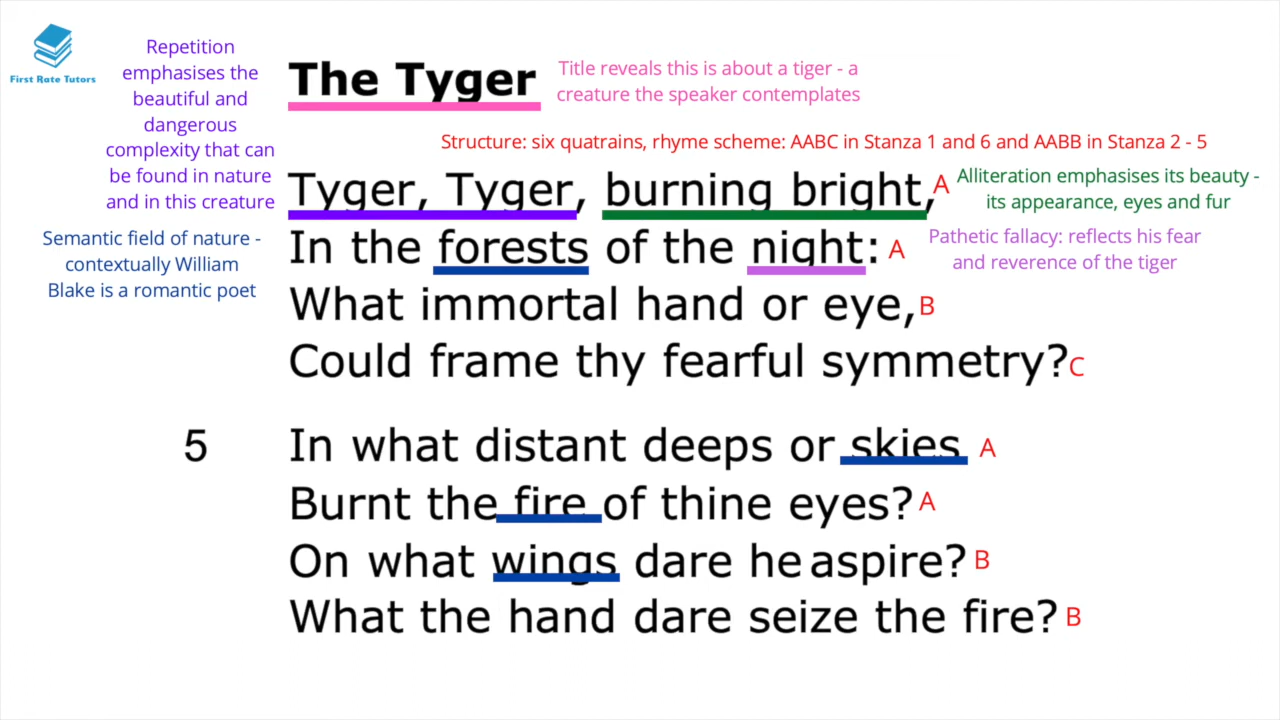 First Rate Tutors
Repetition
emphasises the
beautiful and
dangerous
complexity that can
be found in nature
and in this creature
The Tyger
Title reveals this is about a tiger - a
creature the speaker contemplates
Structure: six quatrains, rhyme scheme: AABC in Stanza 1 and 6 and AABB in Stanza 2 - 5
Tyger, Tyger, burning bright, A
Alliteration emphasises its beauty -
its appearance, eyes and fur
Semantic field of nature -
contextually William
Blake is a romantic poet
In the forests of the night: A
Pathetic fallacy: reflects his fear
and reverence of the tiger
What immortal hand or eye, B
Could frame thy fearful symmetry? C
5 In what distant deeps or skies A
Burnt the fire of thine eyes? A
On what wings dare he aspire? B
What the hand dare seize the fire? B